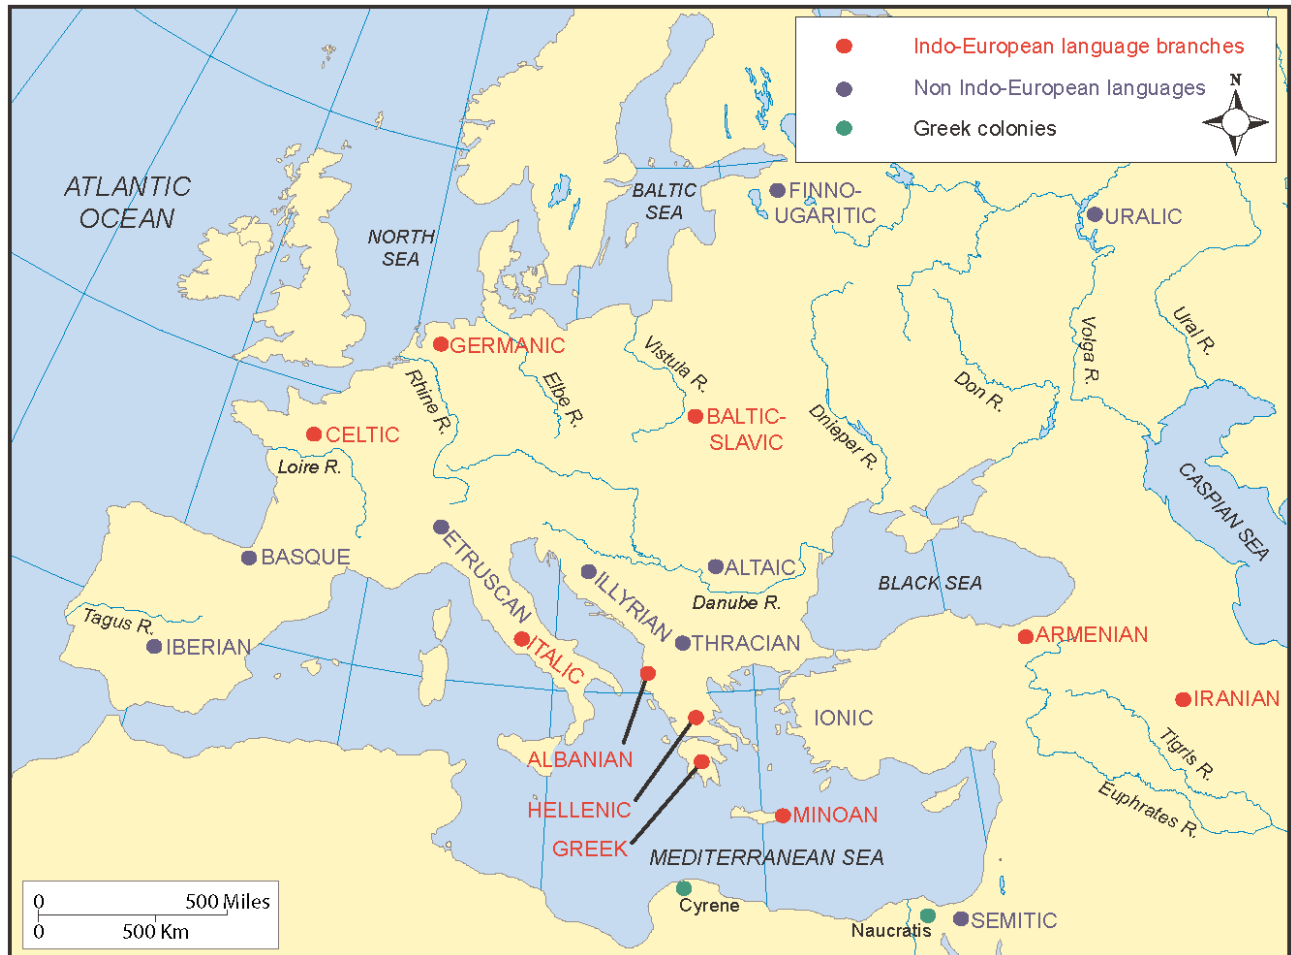 Indo-European language branches
Non Indo-European languages
Greek colonies
N
ATLANTIC
OCEAN
NORTH
SEA
BALTIC
SEA
FINNO-
UGARITIC
URALIC
GERMANIC
Rhine R.
Elbe R.
Vistula R.
BALTIC-
SLAVIC
Dnieper R.
Don R.
Volga R.
Ural R.
CELTIC
Loire R.
CASPIAN SEA
BASQUE
ETRUSCAN
ILLYRIAN
ALTAIC
Danube R.
BLACK SEA
Tagus R.
IBERIAN
ITALIC
THRACIAN
ARMENIAN
IRANIAN
IONIC
Tigris R.
Euphrates R.
ALBANIAN
HELLENIC
GREEK
MINOAN
MEDITERRANEAN SEA
Cyrene
Naucratis
SEMITIC
0 500 Miles
0 500 Km